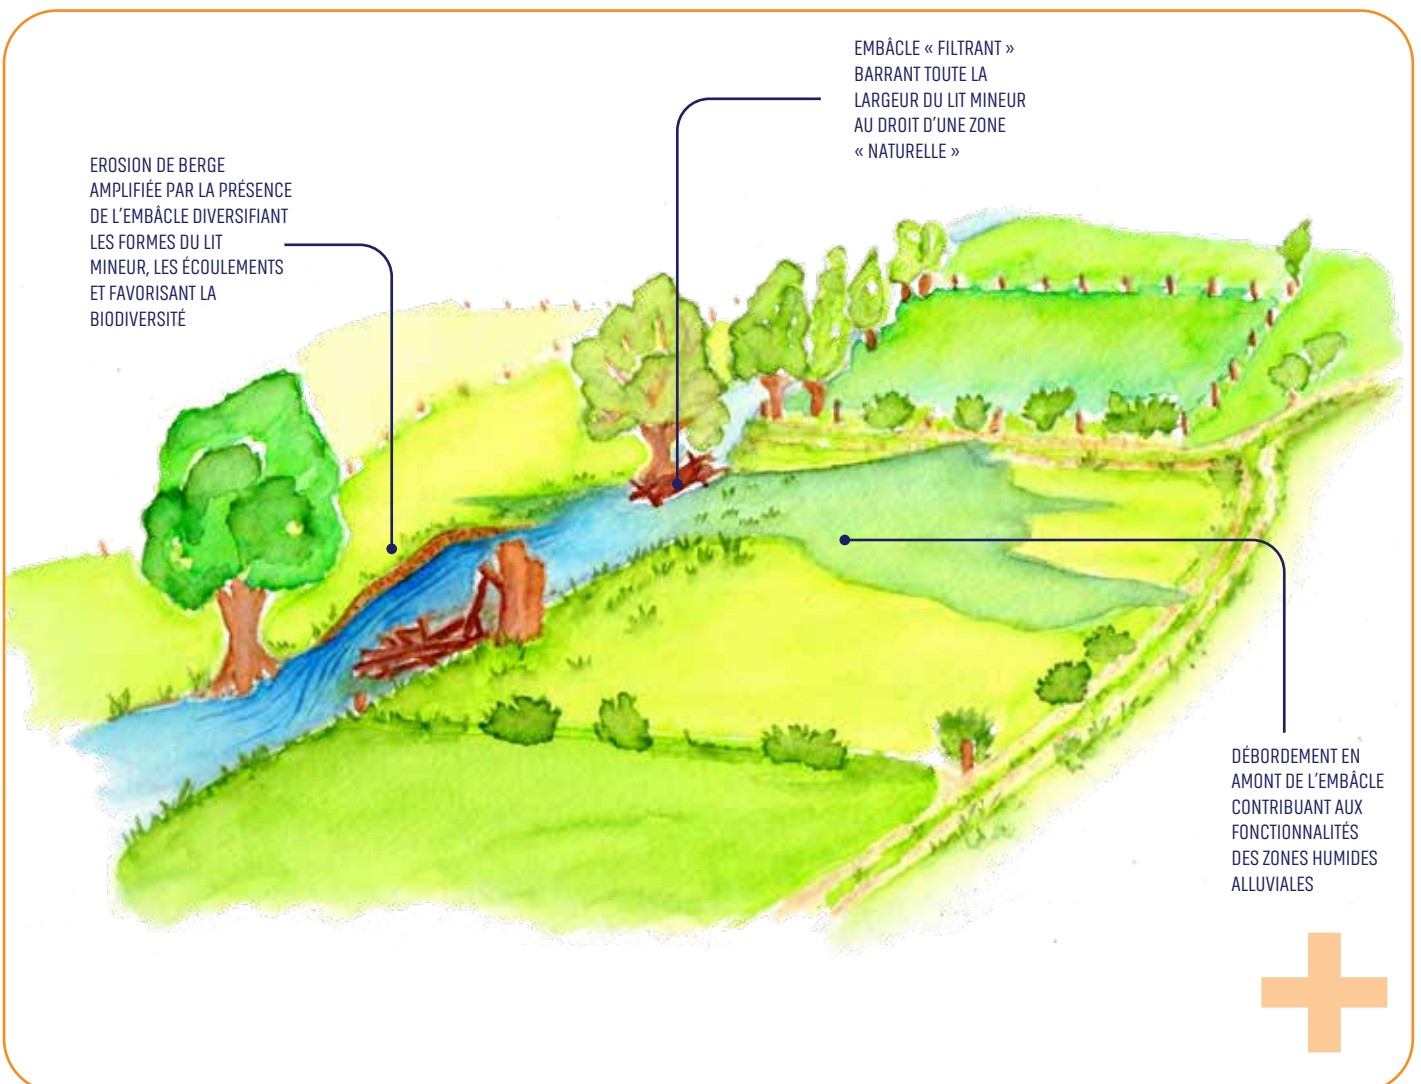 EMBÂCLE « FILTRANT »
BARRANT TOUTE LA
LARGEUR DU LIT MINEUR
AU DROIT D'UNE ZONE
« NATURELLE »
EROSION DE BERGE
AMPLIFIÉE PAR LA PRÉSENCE
DE L'EMBÂCLE DIVERSIFIANT
LES FORMES DU LIT
MINEUR, LES ÉCOULEMENTS
ET FAVORISANT LA
BIODIVERSITÉ
DÉBORDEMENT EN
AMONT DE L'EMBÂCLE
CONTRIBUANT AUX
FONCTIONNALITÉS
DES ZONES HUMIDES
ALLUVIALES